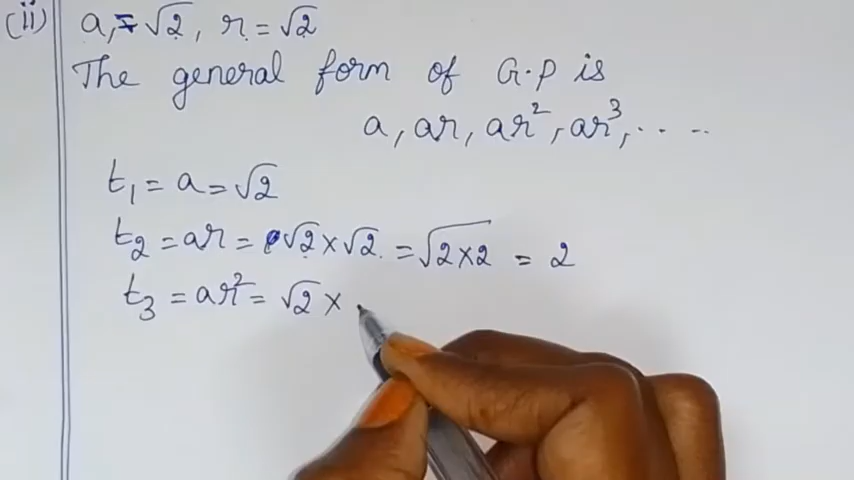 (ii) a = √2, r = √2
The general form of G.P is
a, ar, ar², ar³, .....
t₁ = a = √2
t₂ = ar = √2 × √2 = √2×2 = 2
t₃ = ar² = √2 ×